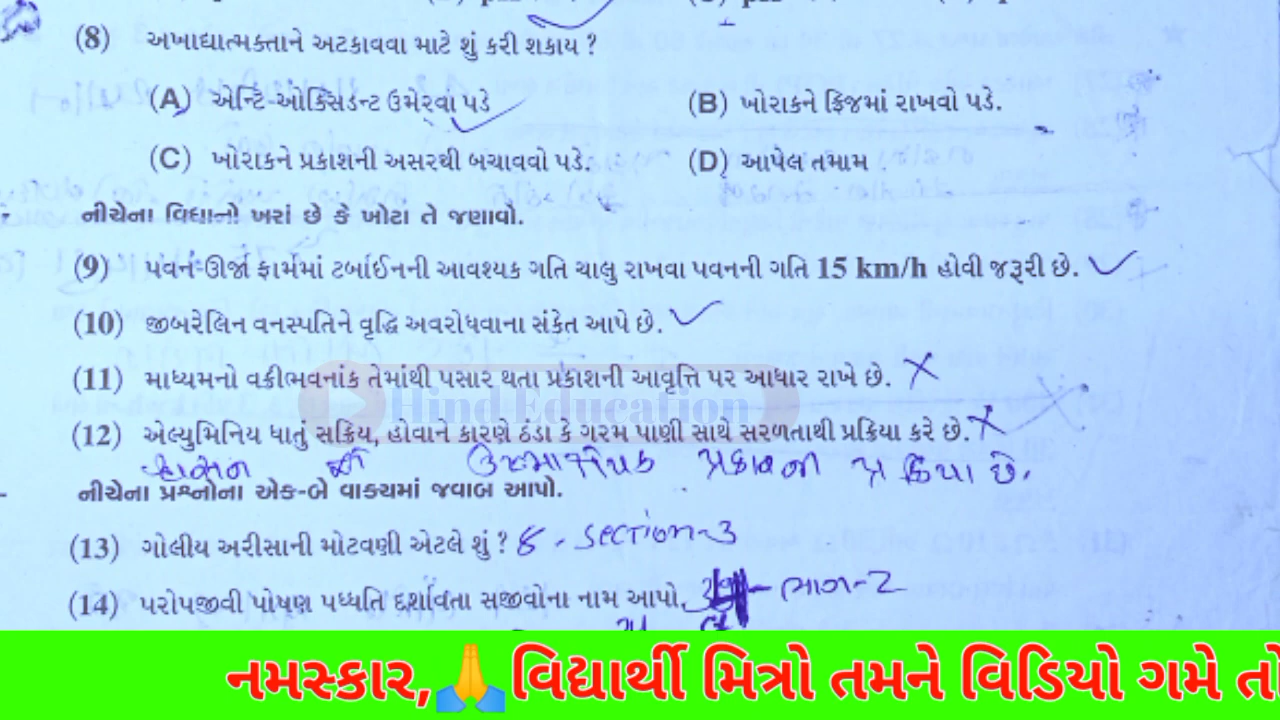 (8) અખાદ્યાત્મકતાને અટકાવવા માટે શું કરી શકાય ?
(A) એન્ટિ-ઓક્સિડન્ટ ઉમેરવા પડે (B) ખોરાકને ફ્રિજમાં રાખવો પડે.
(C) ખોરાકને પ્રકાશની અસરથી બચાવવો પડે. (D) આપેલ તમામ
નીચેના વિધાનો ખરાં છે કે ખોટા તે જણાવો.
(9) પવન-ઊર્જા ફાર્મમાં ટર્બાઈનની આવશ્યક ગતિ ચાલુ રાખવા પવનની ગતિ 15 km/h હોવી જરૂરી છે.
(10) જીબરેલિન વનસ્પતિને વૃદ્ધિ અવરોધવાના સંકેત આપે છે.
(11) માધ્યમનો વક્રીભવનાંક તેમાંથી પસાર થતા પ્રકાશની આવૃત્તિ પર આધાર રાખે છે.
HindEducation
(12) એલ્યુમિનિય ધાતું સક્રિય, હોવાને કારણે ઠંડા કે ગરમ પાણી સાથે સરળતાથી પ્રક્રિયા કરે છે.
શ્વસન ઉષ્માક્ષેપક પ્રકારની પ્રક્રિયા છે.
નીચેના પ્રશ્નોના એક-બે વાક્યમાં જવાબ આપો.
(13) ગોલીય અરીસાની મોટવણી એટલે શું ? Section-3
(14) પરોપજીવી પોષણ પધ્ધતિ દર્શાવતા સજીવોના નામ આપો. ભાગ-2
નમસ્કાર,🙏વિદ્યાર્થી મિત્રો તમને વિડિયો ગમે તો